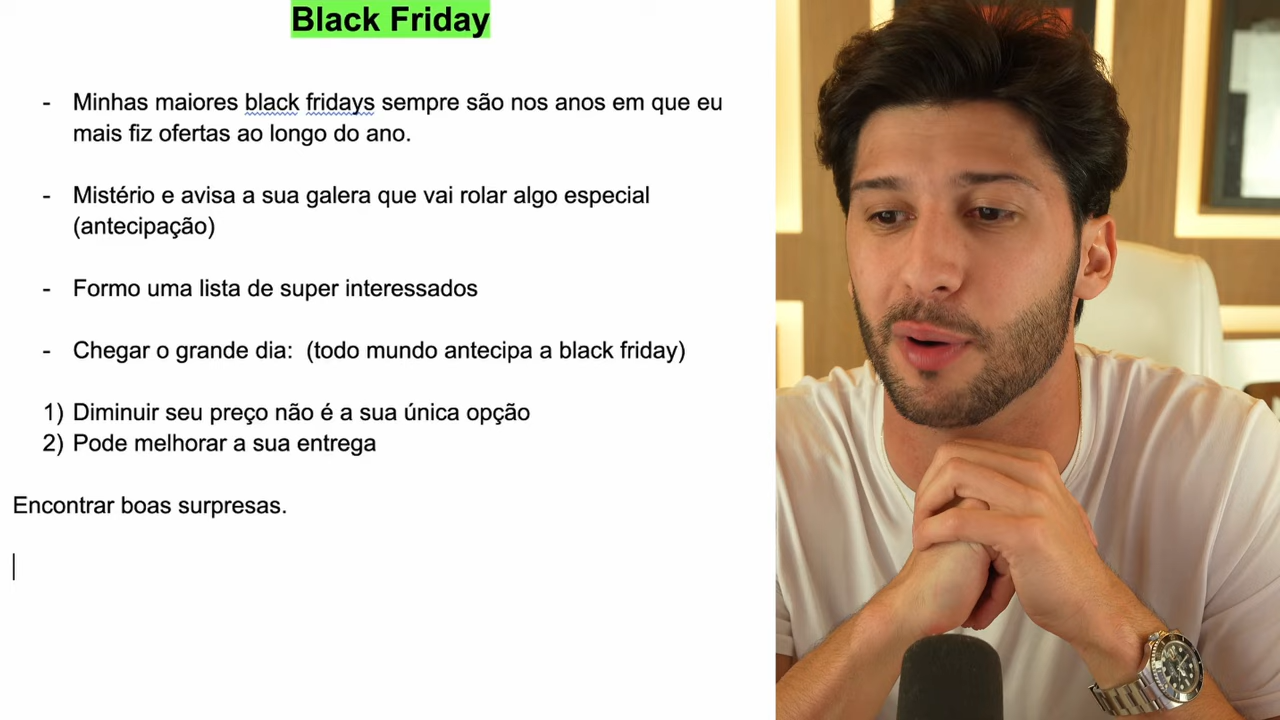 Black Friday
- Minhas maiores black fridays sempre são nos anos em que eu
mais fiz ofertas ao longo do ano.
- Mistério e avisa a sua galera que vai rolar algo especial
(antecipação)
- Formo uma lista de super interessados
- Chegar o grande dia: (todo mundo antecipa a black friday)
1) Diminuir seu preço não é a sua única opção
2) Pode melhorar a sua entrega
Encontrar boas surpresas.